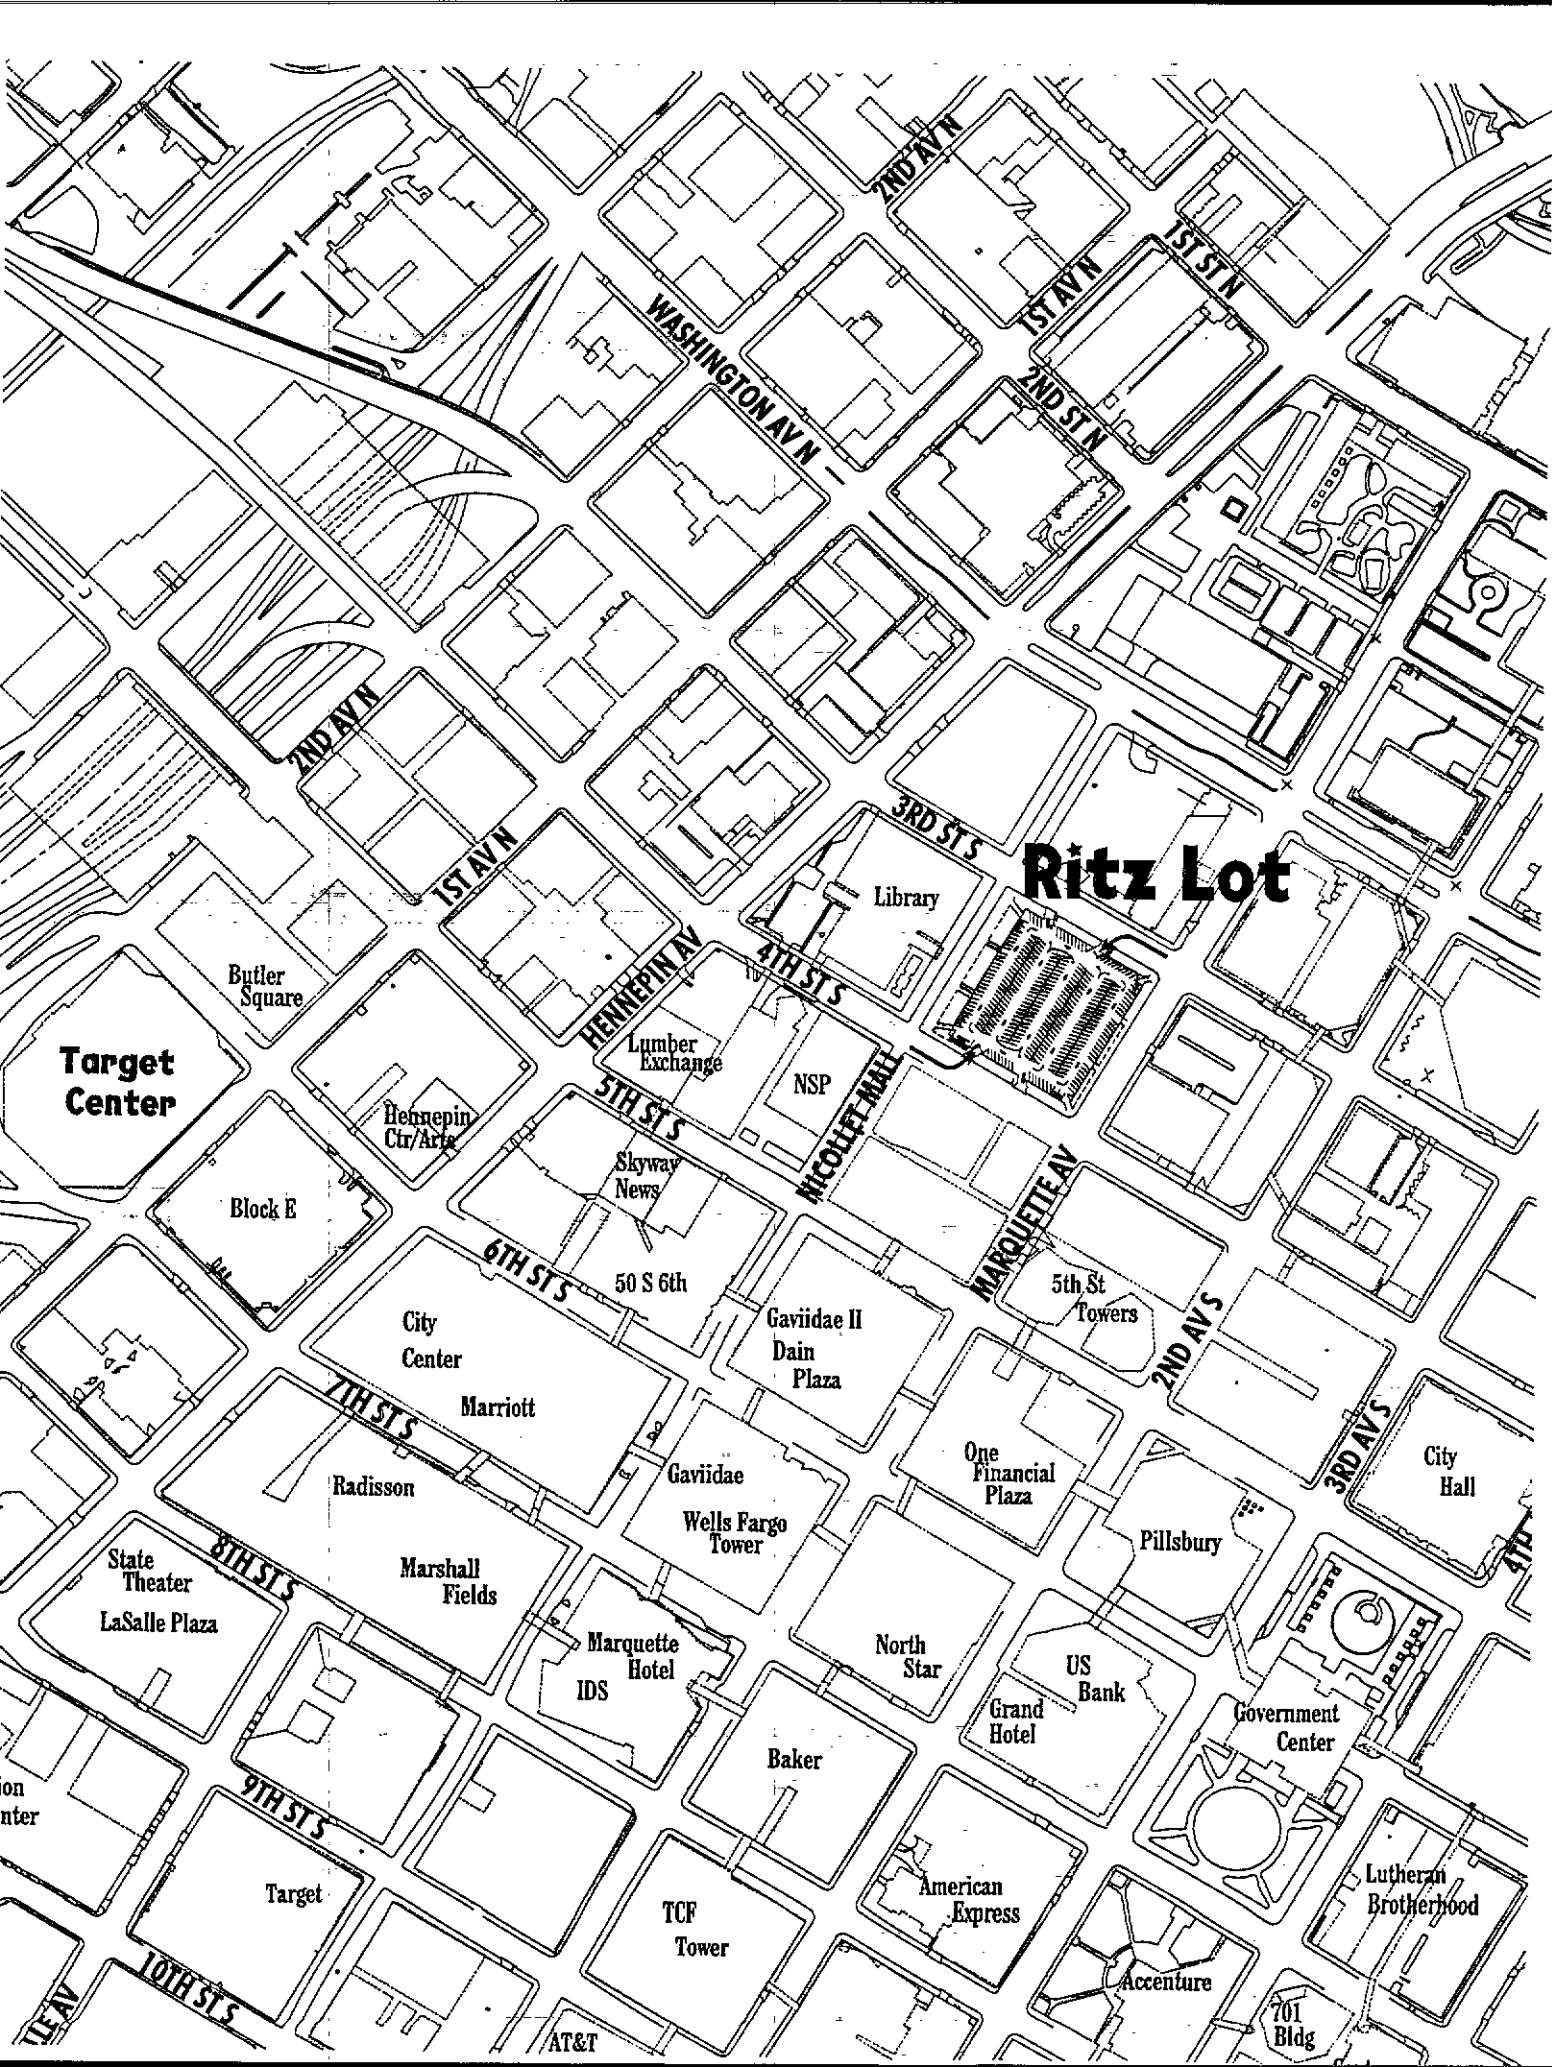 2ND AV N
1ST ST N
1ST AV N
WASHINGTON AV N
2ND ST N
2ND AV N
3RD ST S
Ritz Lot
1ST AV N
Library
HENNEPIN AV
4TH ST S
Butler
Square
Lumber
Exchange
Target
Center
NSP
NICOLLET MALL
5TH ST S
Hennepin
Ctr/Arts
Skyway
News
Block E
MARQUETTE AV
6TH ST S
50 S 6th
5th St
Towers
2ND AV S
City
Center
Gaviidae II
Dain
Plaza
7TH ST S
Marriott
3RD AV S
City
Hall
One
Financial
Plaza
Gaviidae
Radisson
Wells Fargo
Tower
Pillsbury
4TH
8TH ST S
State
Theater
LaSalle Plaza
Marshall
Fields
Marquette
Hotel
IDS
North
Star
US
Bank
Grand
Hotel
Government
Center
Baker
ion
nter
9TH ST S
Target
TCF
Tower
American
Express
Lutheran
Brotherhood
10TH ST S
Accenture
LLE AV
701
Bldg
AT&T